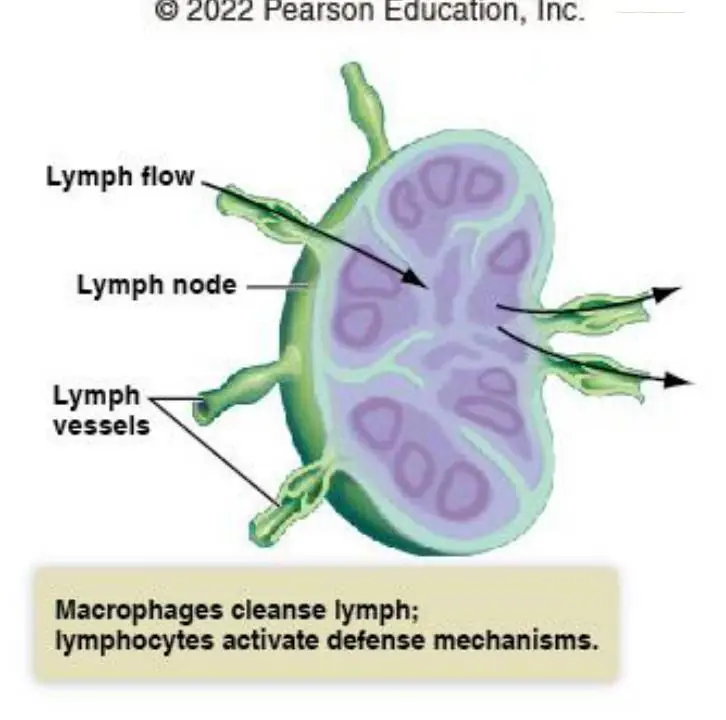 © 2022 Pearson Education, Inc.
Lymph flow
Lymph node
Lymph
vessels
Macrophages cleanse lymph;
lymphocytes activate defense mechanisms.